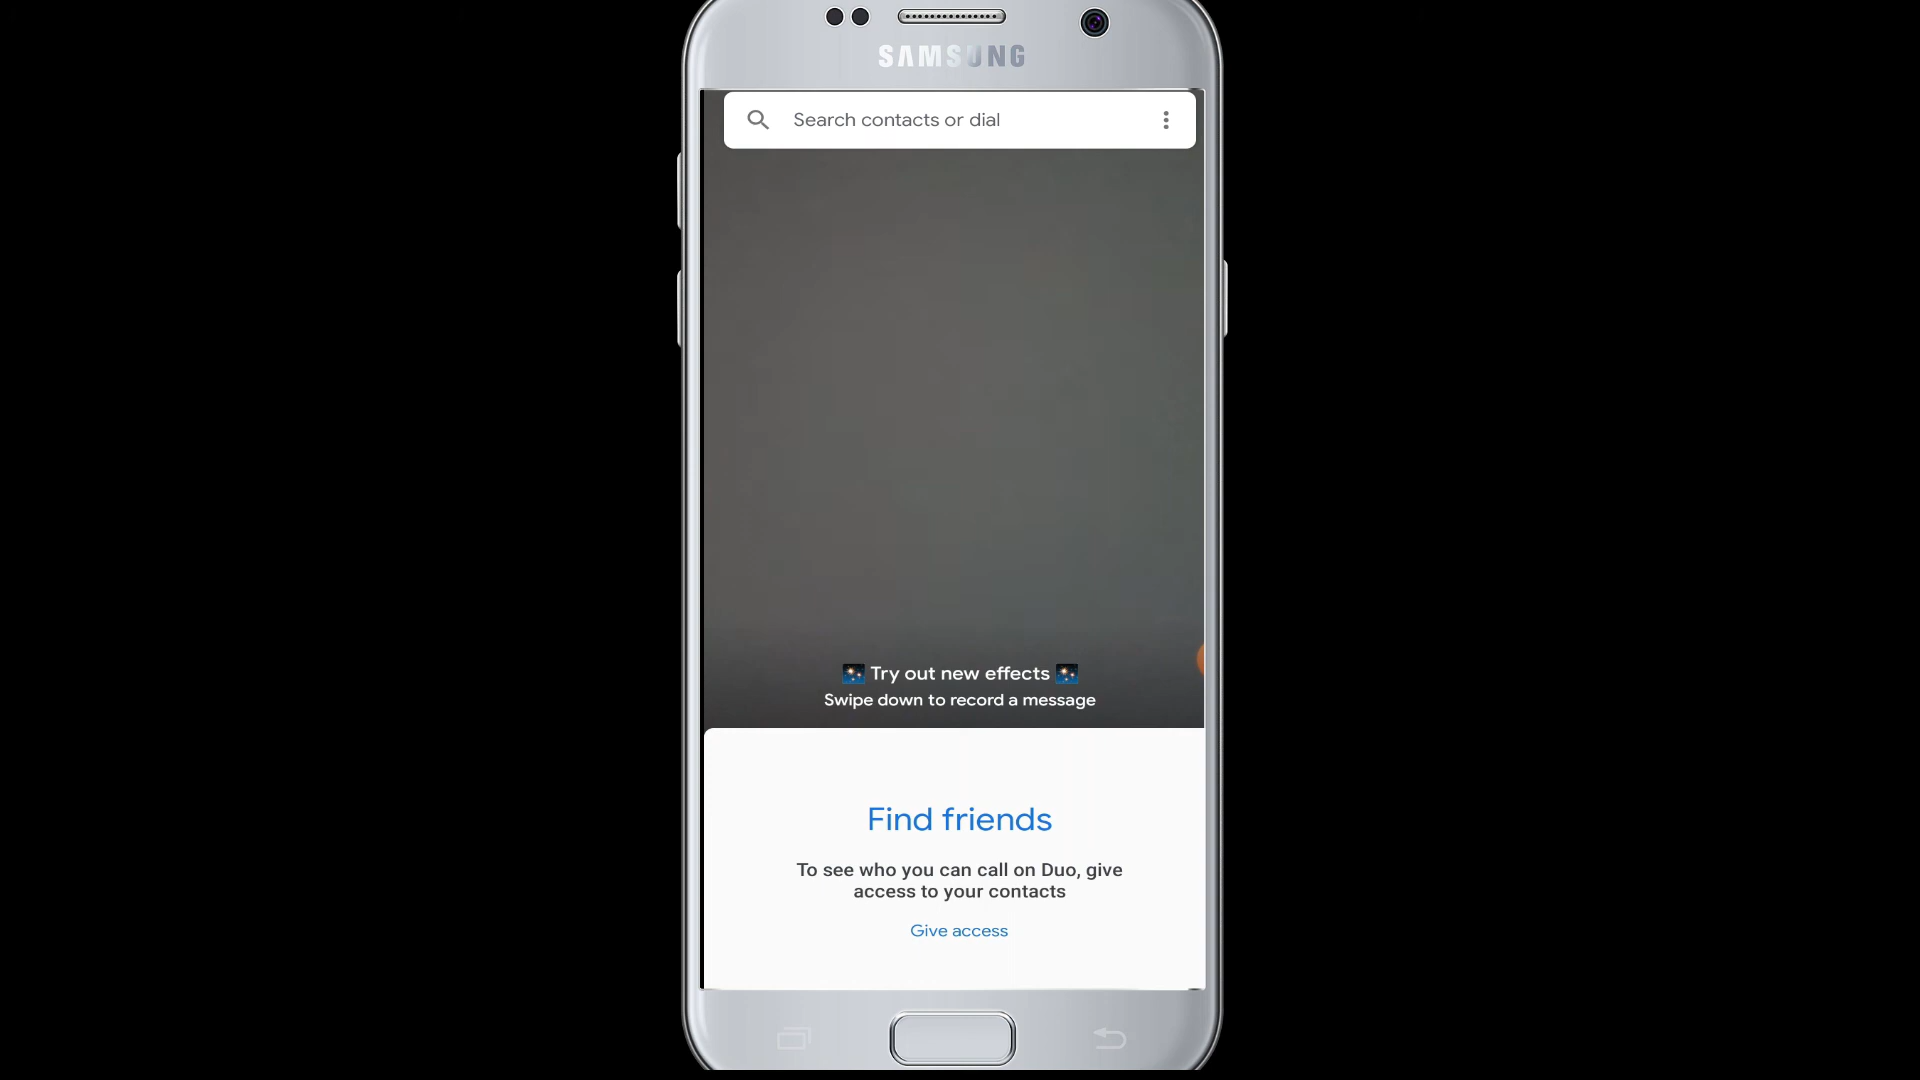 SAMSUNG
Search contacts or dial
Try out new effects
Swipe down to record a message
Find friends
To see who you can call on Duo, give
access to your contacts
Give access